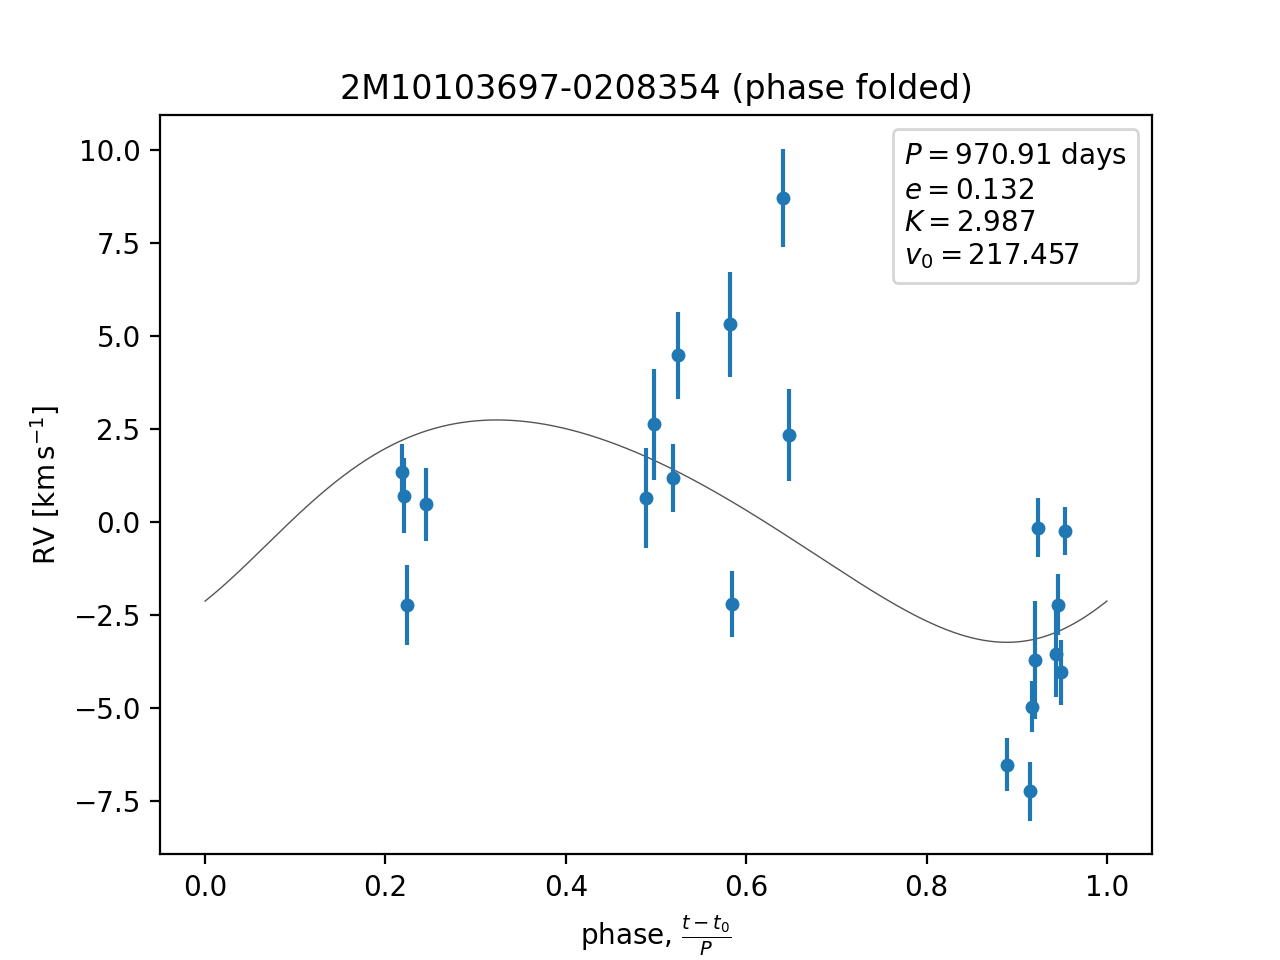 2M10103697-0208354 (phase folded)
P = 970.91 days
e = 0.132
K = 2.987
v₀ = 217.457
RV [km s⁻¹]
10.0
7.5
5.0
2.5
0.0
−2.5
−5.0
−7.5
0.0 0.2 0.4 0.6 0.8 1.0
phase, (t − t₀)/P